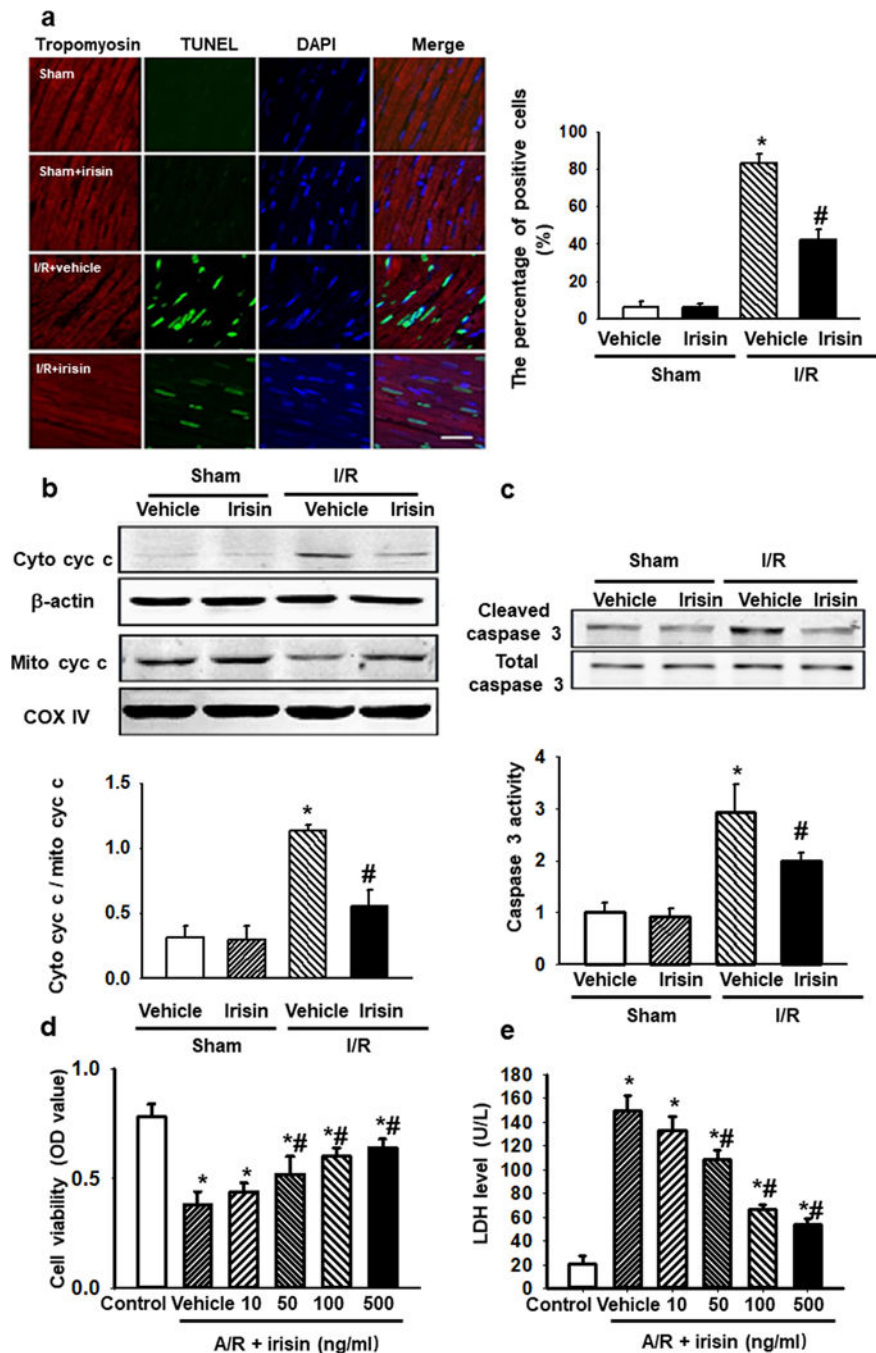 a
Tropomyosin TUNEL DAPI Merge
Sham
Sham+irisin
I/R+vehicle
I/R+irisin
The percentage of positive cells
(%)
100
80
60
40
20
0
*
#
Vehicle Irisin Vehicle Irisin
Sham I/R
b
Sham I/R
Vehicle Irisin Vehicle Irisin
Cyto cyc c
β-actin
Mito cyc c
COX IV
Cyto cyc c / mito cyc c
1.5
1.0
0.5
0.0
*
#
Vehicle Irisin Vehicle Irisin
Sham I/R
c
Sham I/R
Vehicle Irisin Vehicle Irisin
Cleaved
caspase 3
Total
caspase 3
Caspase 3 activity
4
3
2
1
0
*
#
Vehicle Irisin Vehicle Irisin
Sham I/R
d
Cell viability (OD value)
1.0
0.5
0.0
* * *# *# *#
Control Vehicle 10 50 100 500
A/R + irisin (ng/ml)
e
LDH level (U/L)
180
160
140
120
100
80
60
40
20
0
* * *# *# *#
Control Vehicle 10 50 100 500
A/R + irisin (ng/ml)